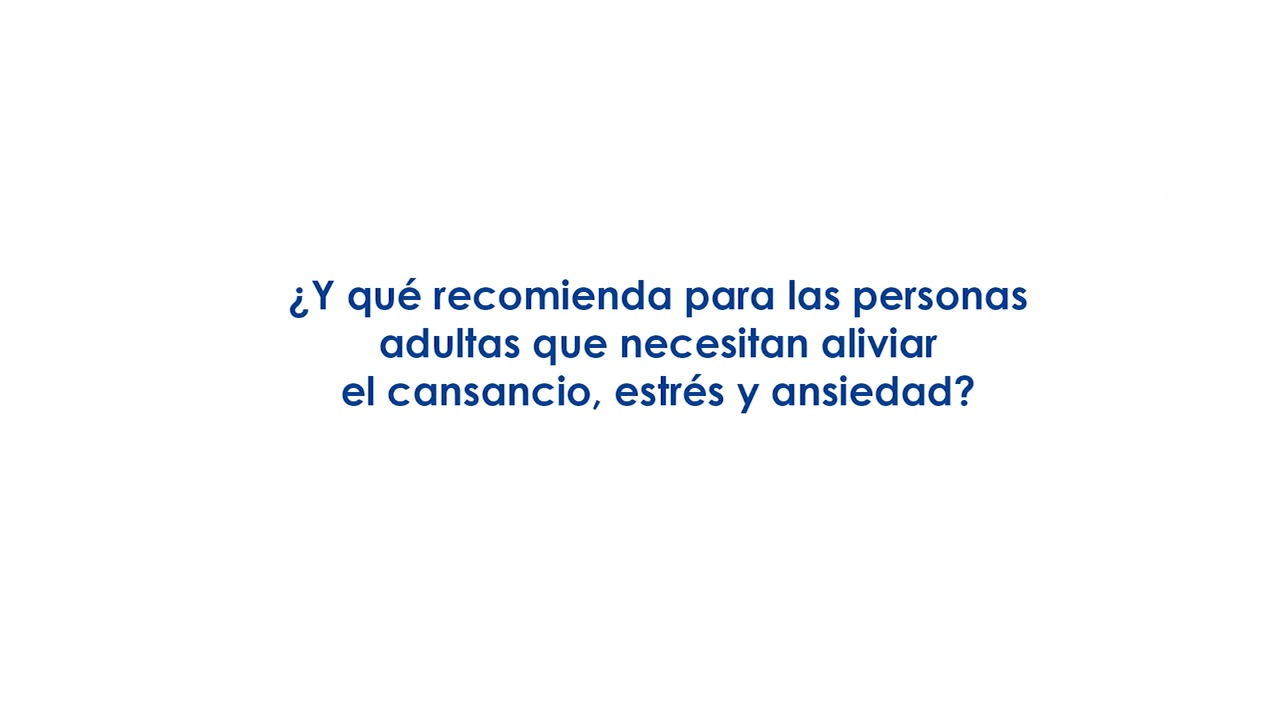 ¿Y qué recomienda para las personas
adultas que necesitan aliviar
el cansancio, estrés y ansiedad?